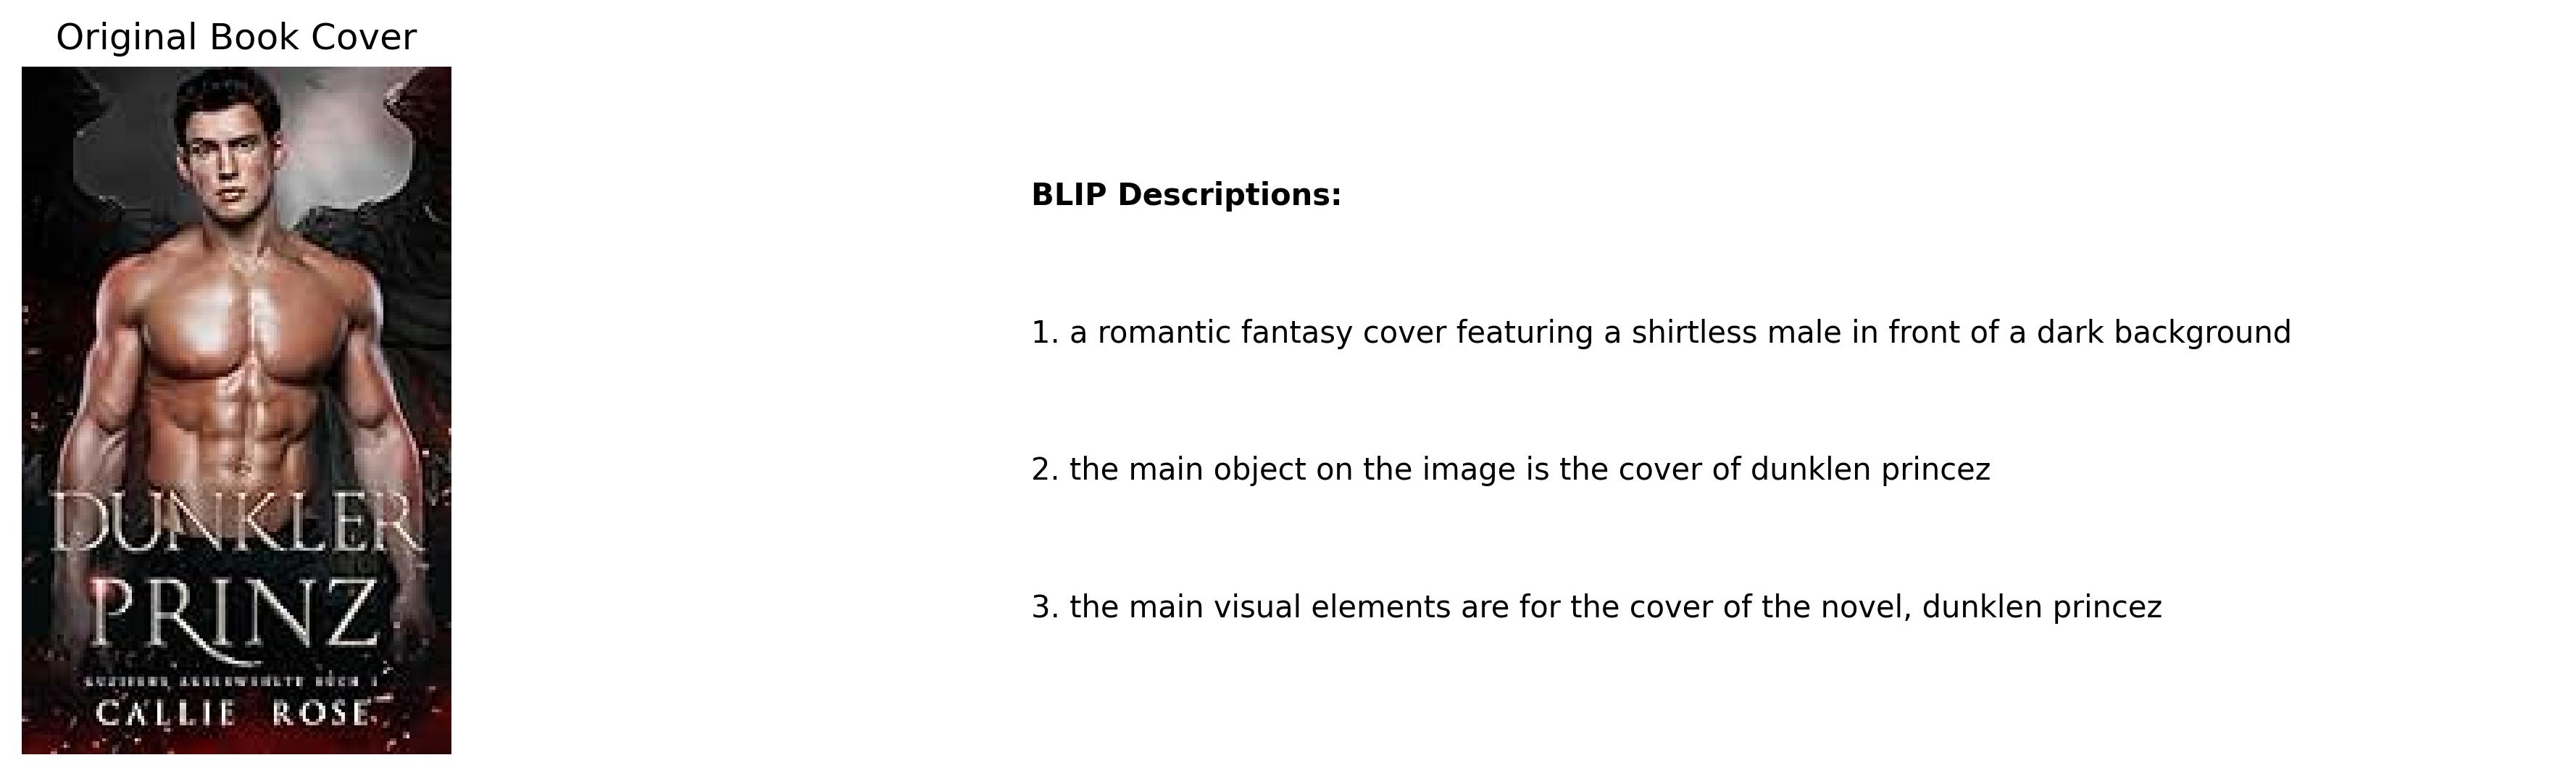 Original Book Cover
DUNKLER
PRINZ
CALLIE ROSE
BLIP Descriptions:
1. a romantic fantasy cover featuring a shirtless male in front of a dark background
2. the main object on the image is the cover of dunklen princez
3. the main visual elements are for the cover of the novel, dunklen princez